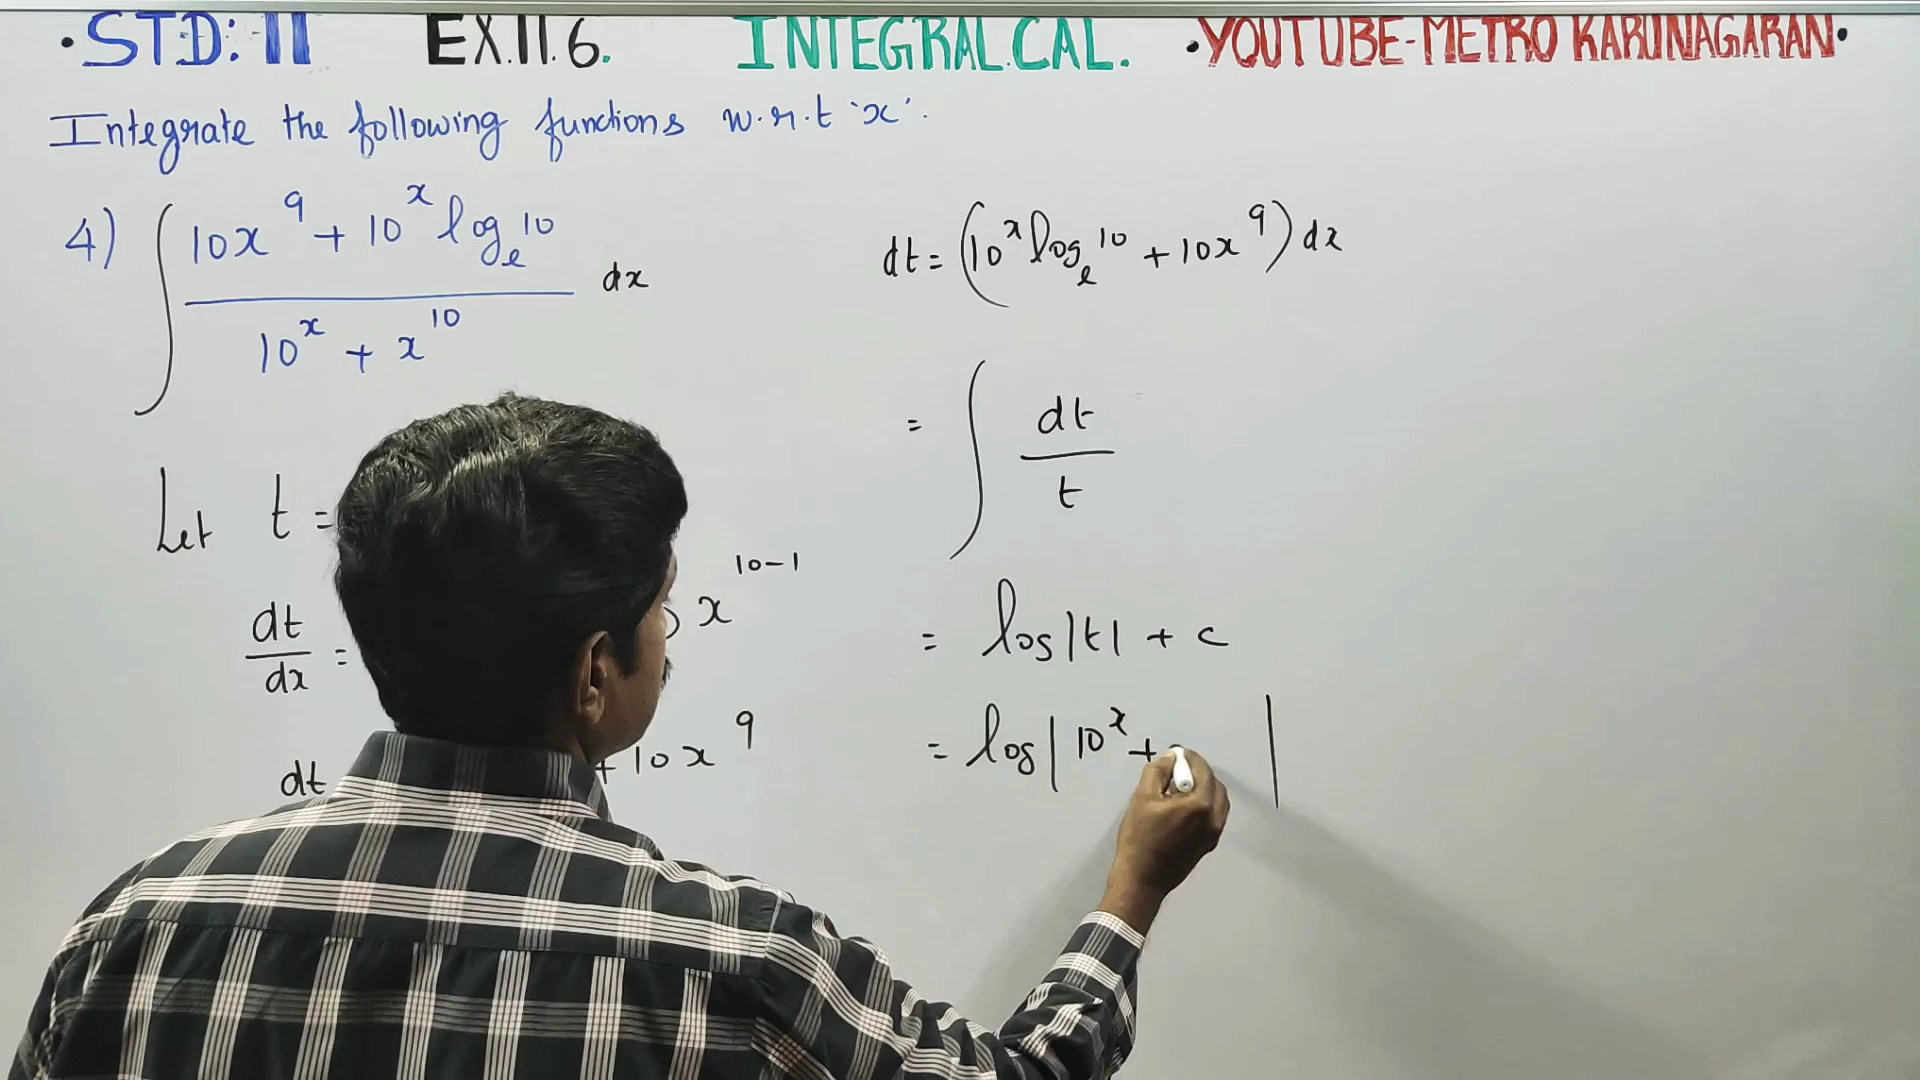 •STD: 11 EX.11.6. INTEGRAL.CAL. •YOUTUBE-METRO KARUNAGARAN•
Integrate the following functions w.r.t 'x'.
4) ∫ (10x^9 + 10^x log_e 10) / (10^x + x^10) dx
Let t =
dt/dx = x^(10-1)
dt + 10x^9
dt = (10^x log_e 10 + 10x^9) dx
= ∫ dt/t
= log|t| + c
= log| 10^x + |